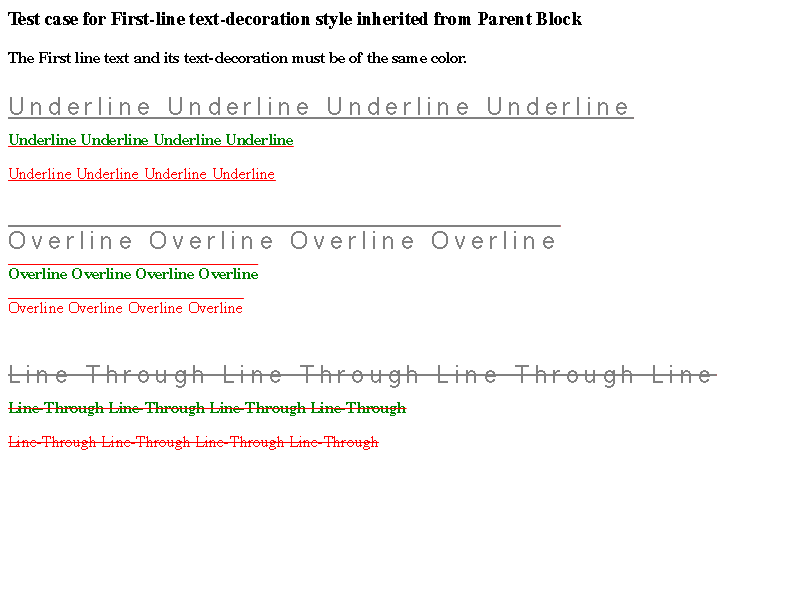 Test case for First-line text-decoration style inherited from Parent Block
The First line text and its text-decoration must be of the same color.
Underline Underline Underline Underline
Underline Underline Underline Underline
Underline Underline Underline Underline
Overline Overline Overline Overline
Overline Overline Overline Overline
Overline Overline Overline Overline
Line Through Line Through Line Through Line
Line-Through Line-Through Line-Through Line-Through
Line-Through Line-Through Line-Through Line-Through